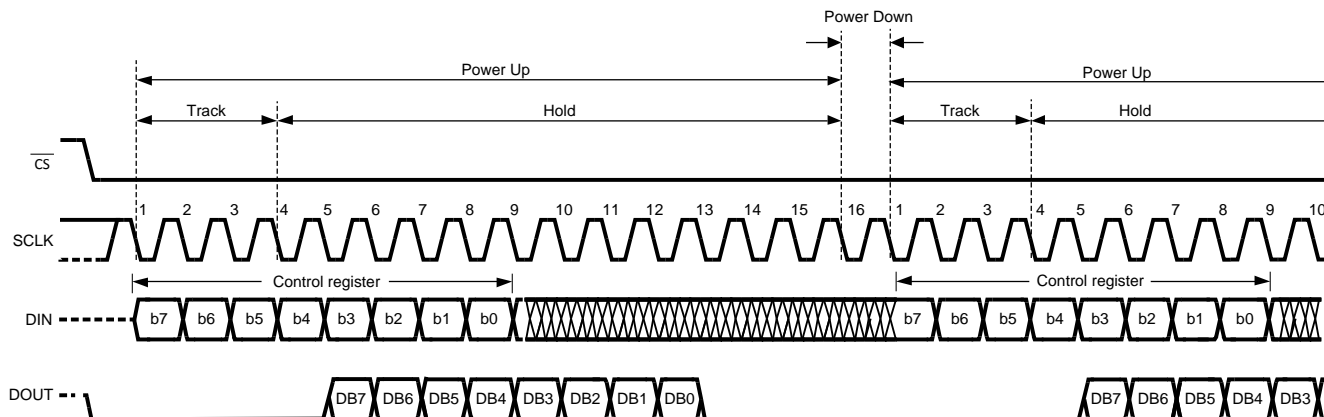 Power Down
Power Up
Power Up
Track
Hold
Track
Hold
CS
1 2 3 4 5 6 7 8 9 10 11 12 13 14 15 16 1 2 3 4 5 6 7 8 9 10
SCLK
Control register
Control register
DIN b7 b6 b5 b4 b3 b2 b1 b0 b7 b6 b5 b4 b3 b2 b1 b0
DOUT DB7 DB6 DB5 DB4 DB3 DB2 DB1 DB0 DB7 DB6 DB5 DB4 DB3